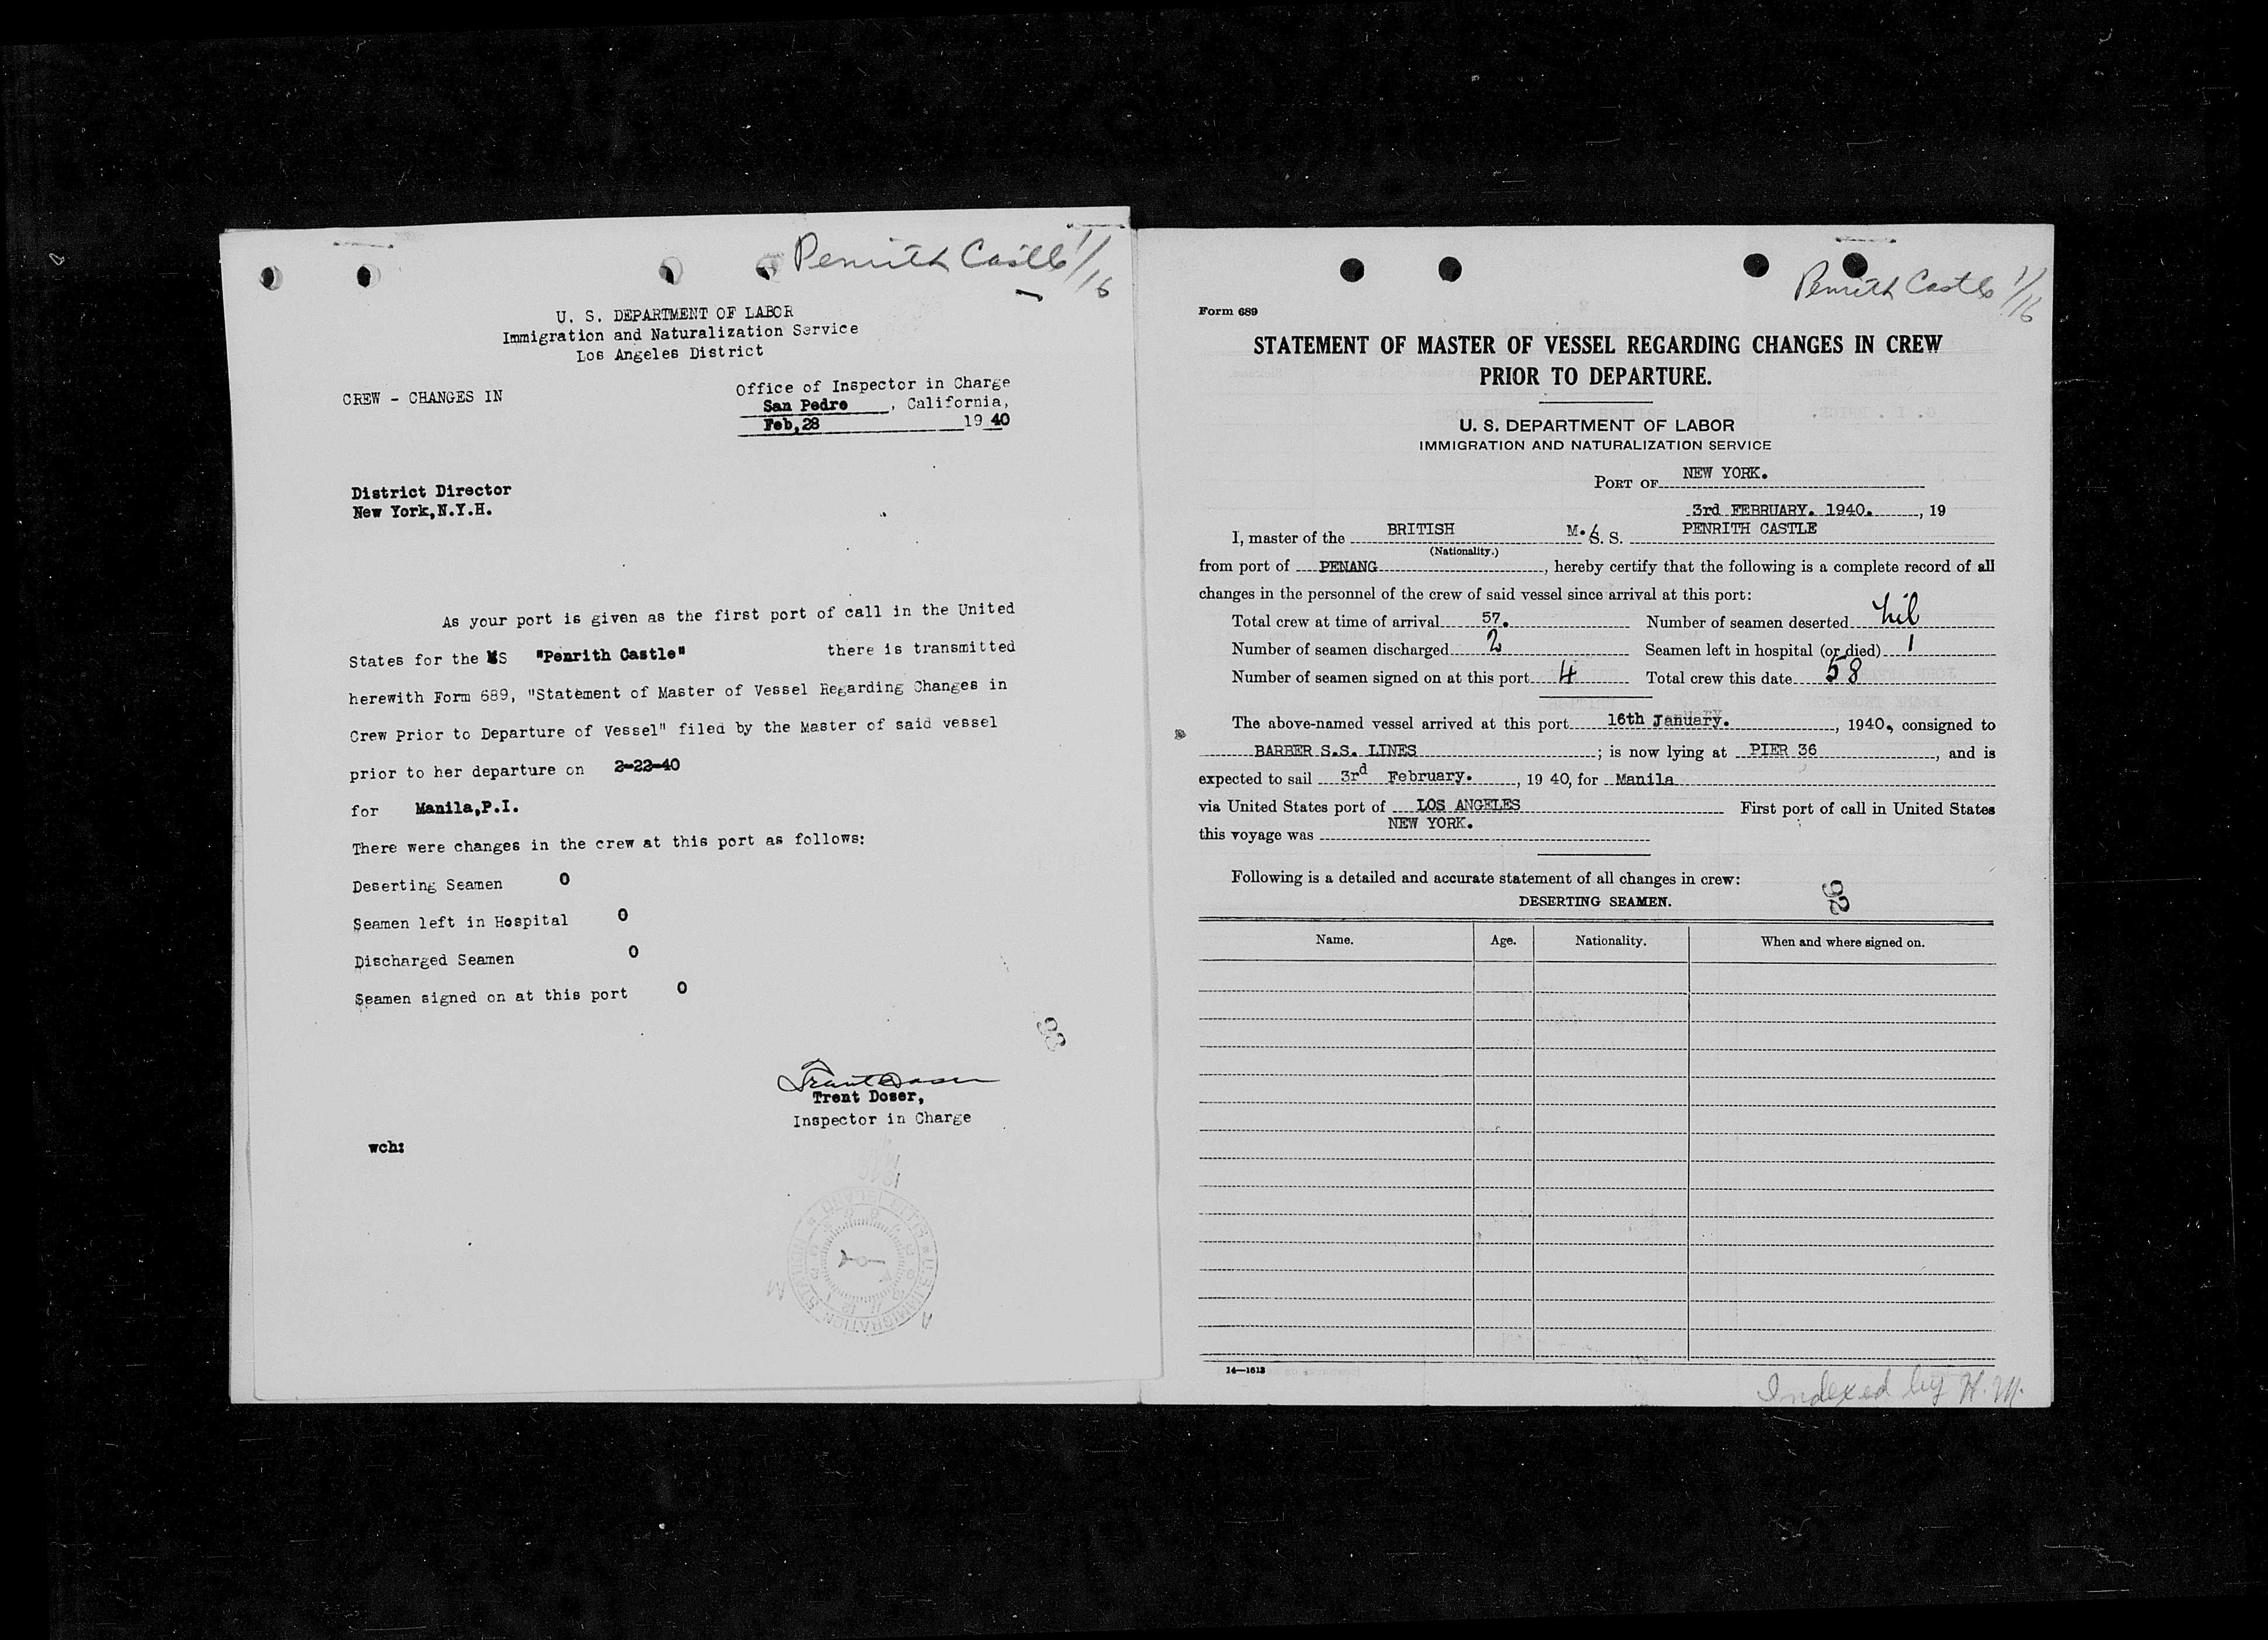 Penrith Castle 1/16
U. S. DEPARTMENT OF LABOR
Immigration and Naturalization Service
Los Angeles District
CREW - CHANGES IN
Office of Inspector in Charge
San Pedro, California,
Feb,28 19 40
District Director
New York,N.Y.H.
As your port is given as the first port of call in the United
States for the MS "Penrith Castle" there is transmitted
herewith Form 689, "Statement of Master of Vessel Regarding Changes in
Crew Prior to Departure of Vessel" filed by the Master of said vessel
prior to her departure on 2-22-40
for Manila,P.I.
There were changes in the crew at this port as follows:
Deserting Seamen 0
Seamen left in Hospital 0
Discharged Seamen 0
Seamen signed on at this port 0
93
Trent Doser
Trent Doser,
Inspector in Charge
wch:
Penrith Castle 1/16
Form 689
STATEMENT OF MASTER OF VESSEL REGARDING CHANGES IN CREW
PRIOR TO DEPARTURE.
U. S. DEPARTMENT OF LABOR
IMMIGRATION AND NATURALIZATION SERVICE
PORT OF NEW YORK.
3rd FEBRUARY. 1940. , 19
I, master of the BRITISH M. S. S. PENRITH CASTLE
(Nationality.)
from port of PENANG, hereby certify that the following is a complete record of all
changes in the personnel of the crew of said vessel since arrival at this port:
Total crew at time of arrival 57. Number of seamen deserted nil
Number of seamen discharged 2 Seamen left in hospital (or died) 1
Number of seamen signed on at this port 4 Total crew this date 58
The above-named vessel arrived at this port 16th January. , 1940, consigned to
BARBER S.S. LINES ; is now lying at PIER 36 , and is
expected to sail 3rd February. , 19 40, for Manila
via United States port of LOS ANGELES First port of call in United States
this voyage was NEW YORK.
Following is a detailed and accurate statement of all changes in crew:
DESERTING SEAMEN.
92
Name. Age. Nationality. When and where signed on.
14—1613
Indexed by H. M.